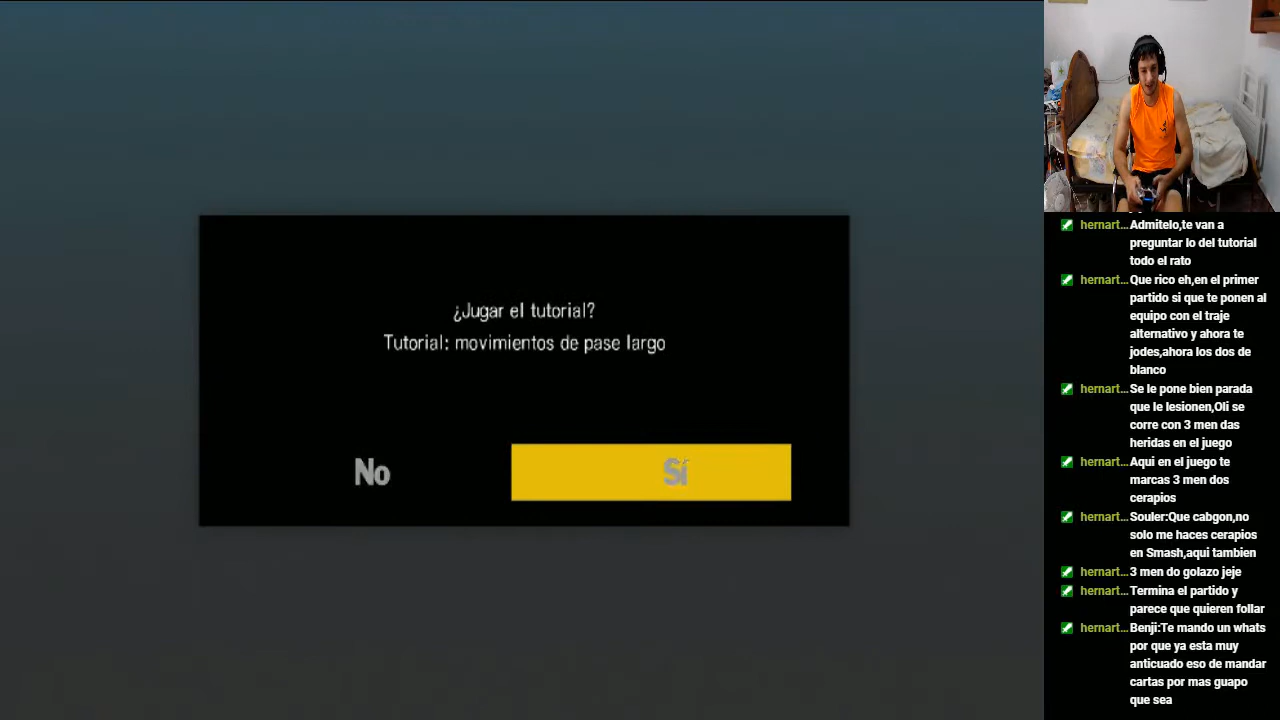 ¿Jugar el tutorial?
Tutorial: movimientos de pase largo
No
Sí
hernart... Admitelo,te van a
preguntar lo del tutorial
todo el rato
hernart... Que rico eh,en el primer
partido si que te ponen al
equipo con el traje
alternativo y ahora te
jodes,ahora los dos de
blanco
hernart... Se le pone bien parada
que le lesionen,Oli se
corre con 3 men das
heridas en el juego
hernart... Aqui en el juego te
marcas 3 men dos
cerapios
hernart... Souler:Que cabgon,no
solo me haces cerapios
en Smash,aqui tambien
hernart... 3 men do golazo jeje
hernart... Termina el partido y
parece que quieren follar
hernart... Benji:Te mando un whats
por que ya esta muy
anticuado eso de mandar
cartas por mas guapo
que sea